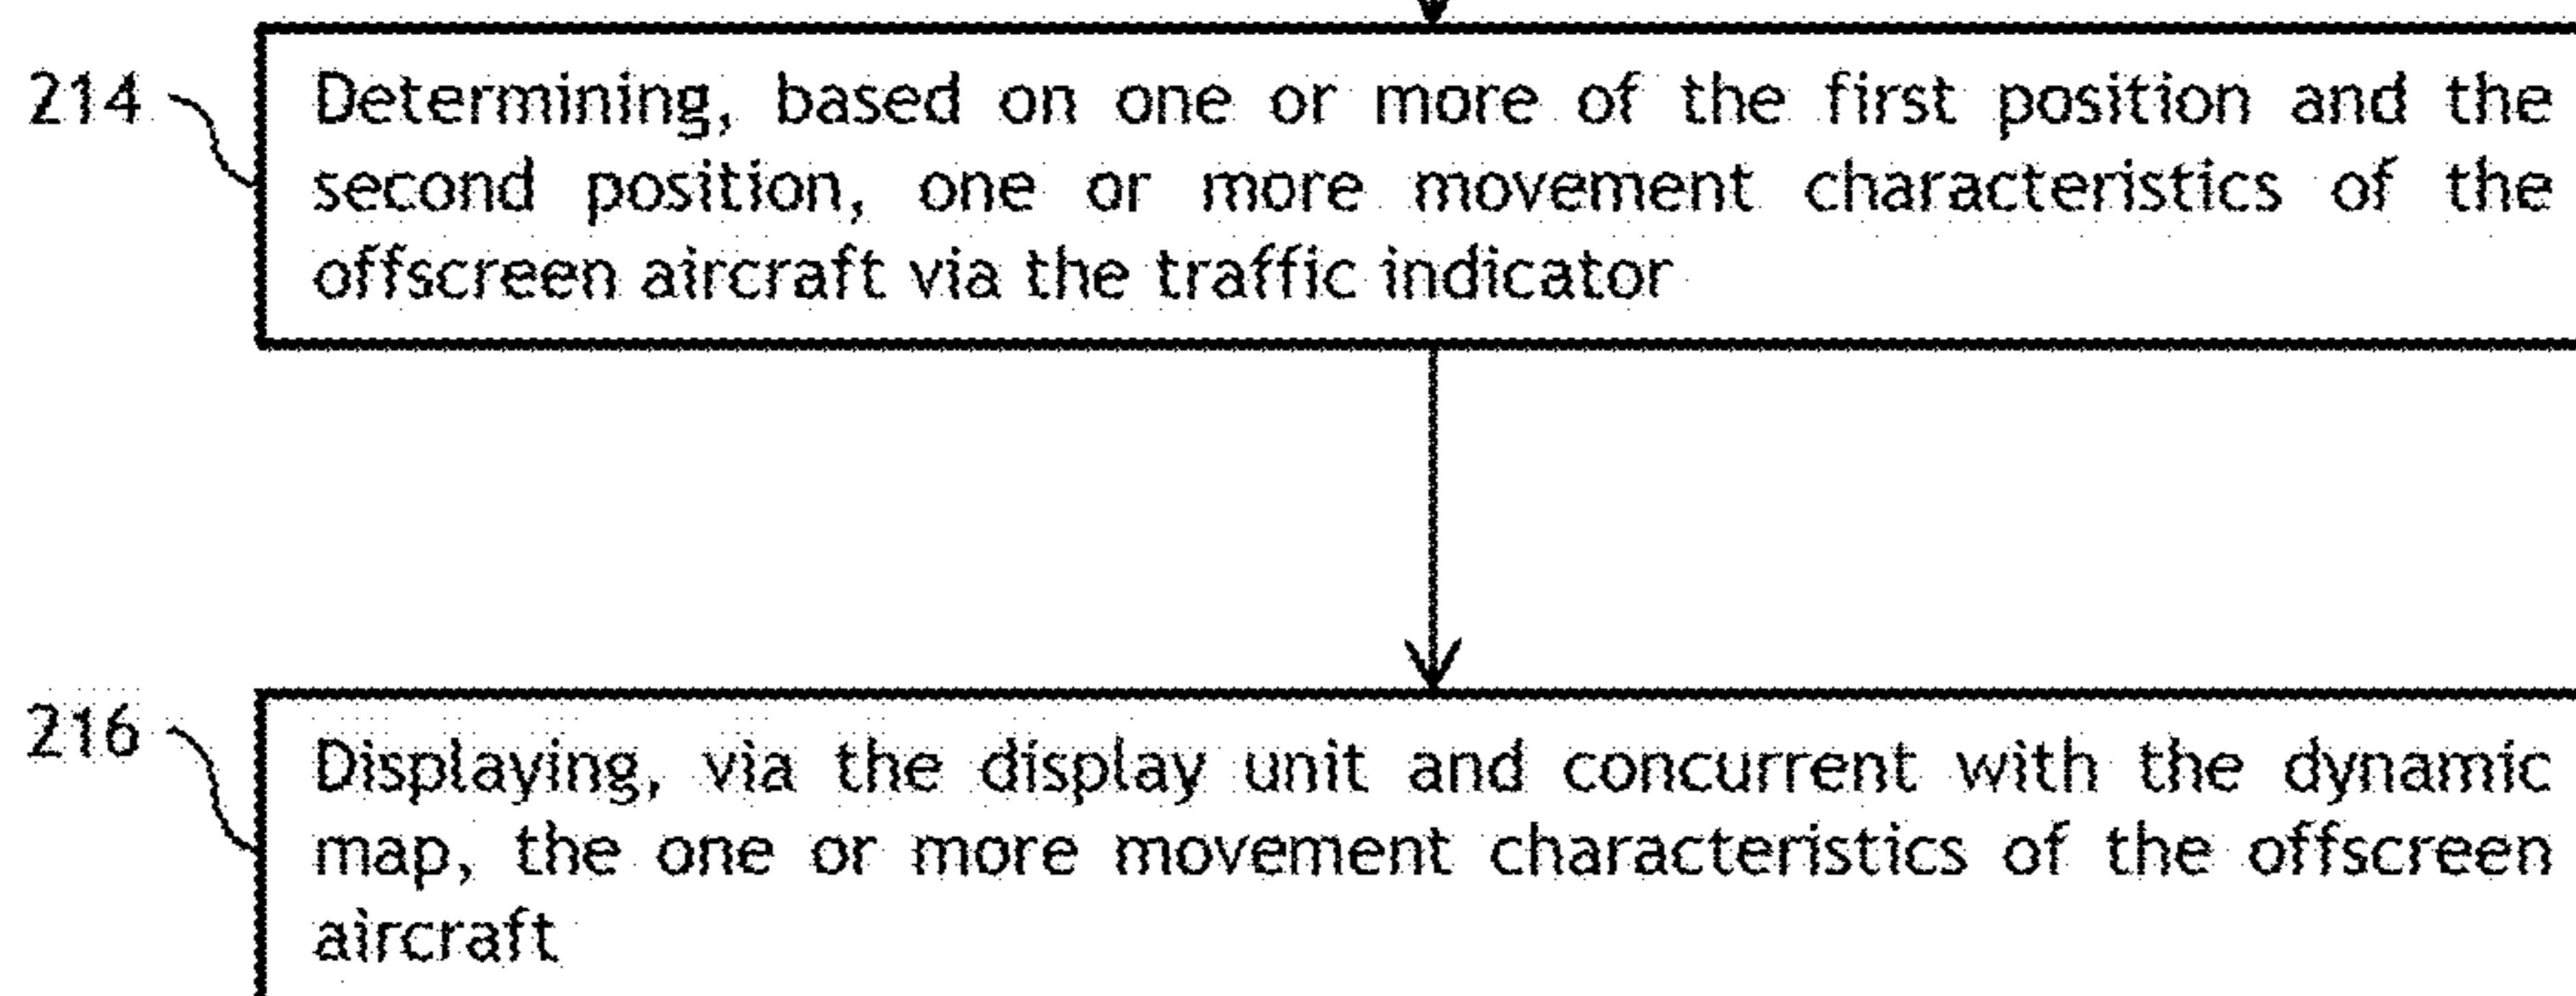 214
Determining, based on one or more of the first position and the
second position, one or more movement characteristics of the
offscreen aircraft via the traffic indicator
216
Displaying, via the display unit and concurrent with the dynamic
map, the one or more movement characteristics of the offscreen
aircraft